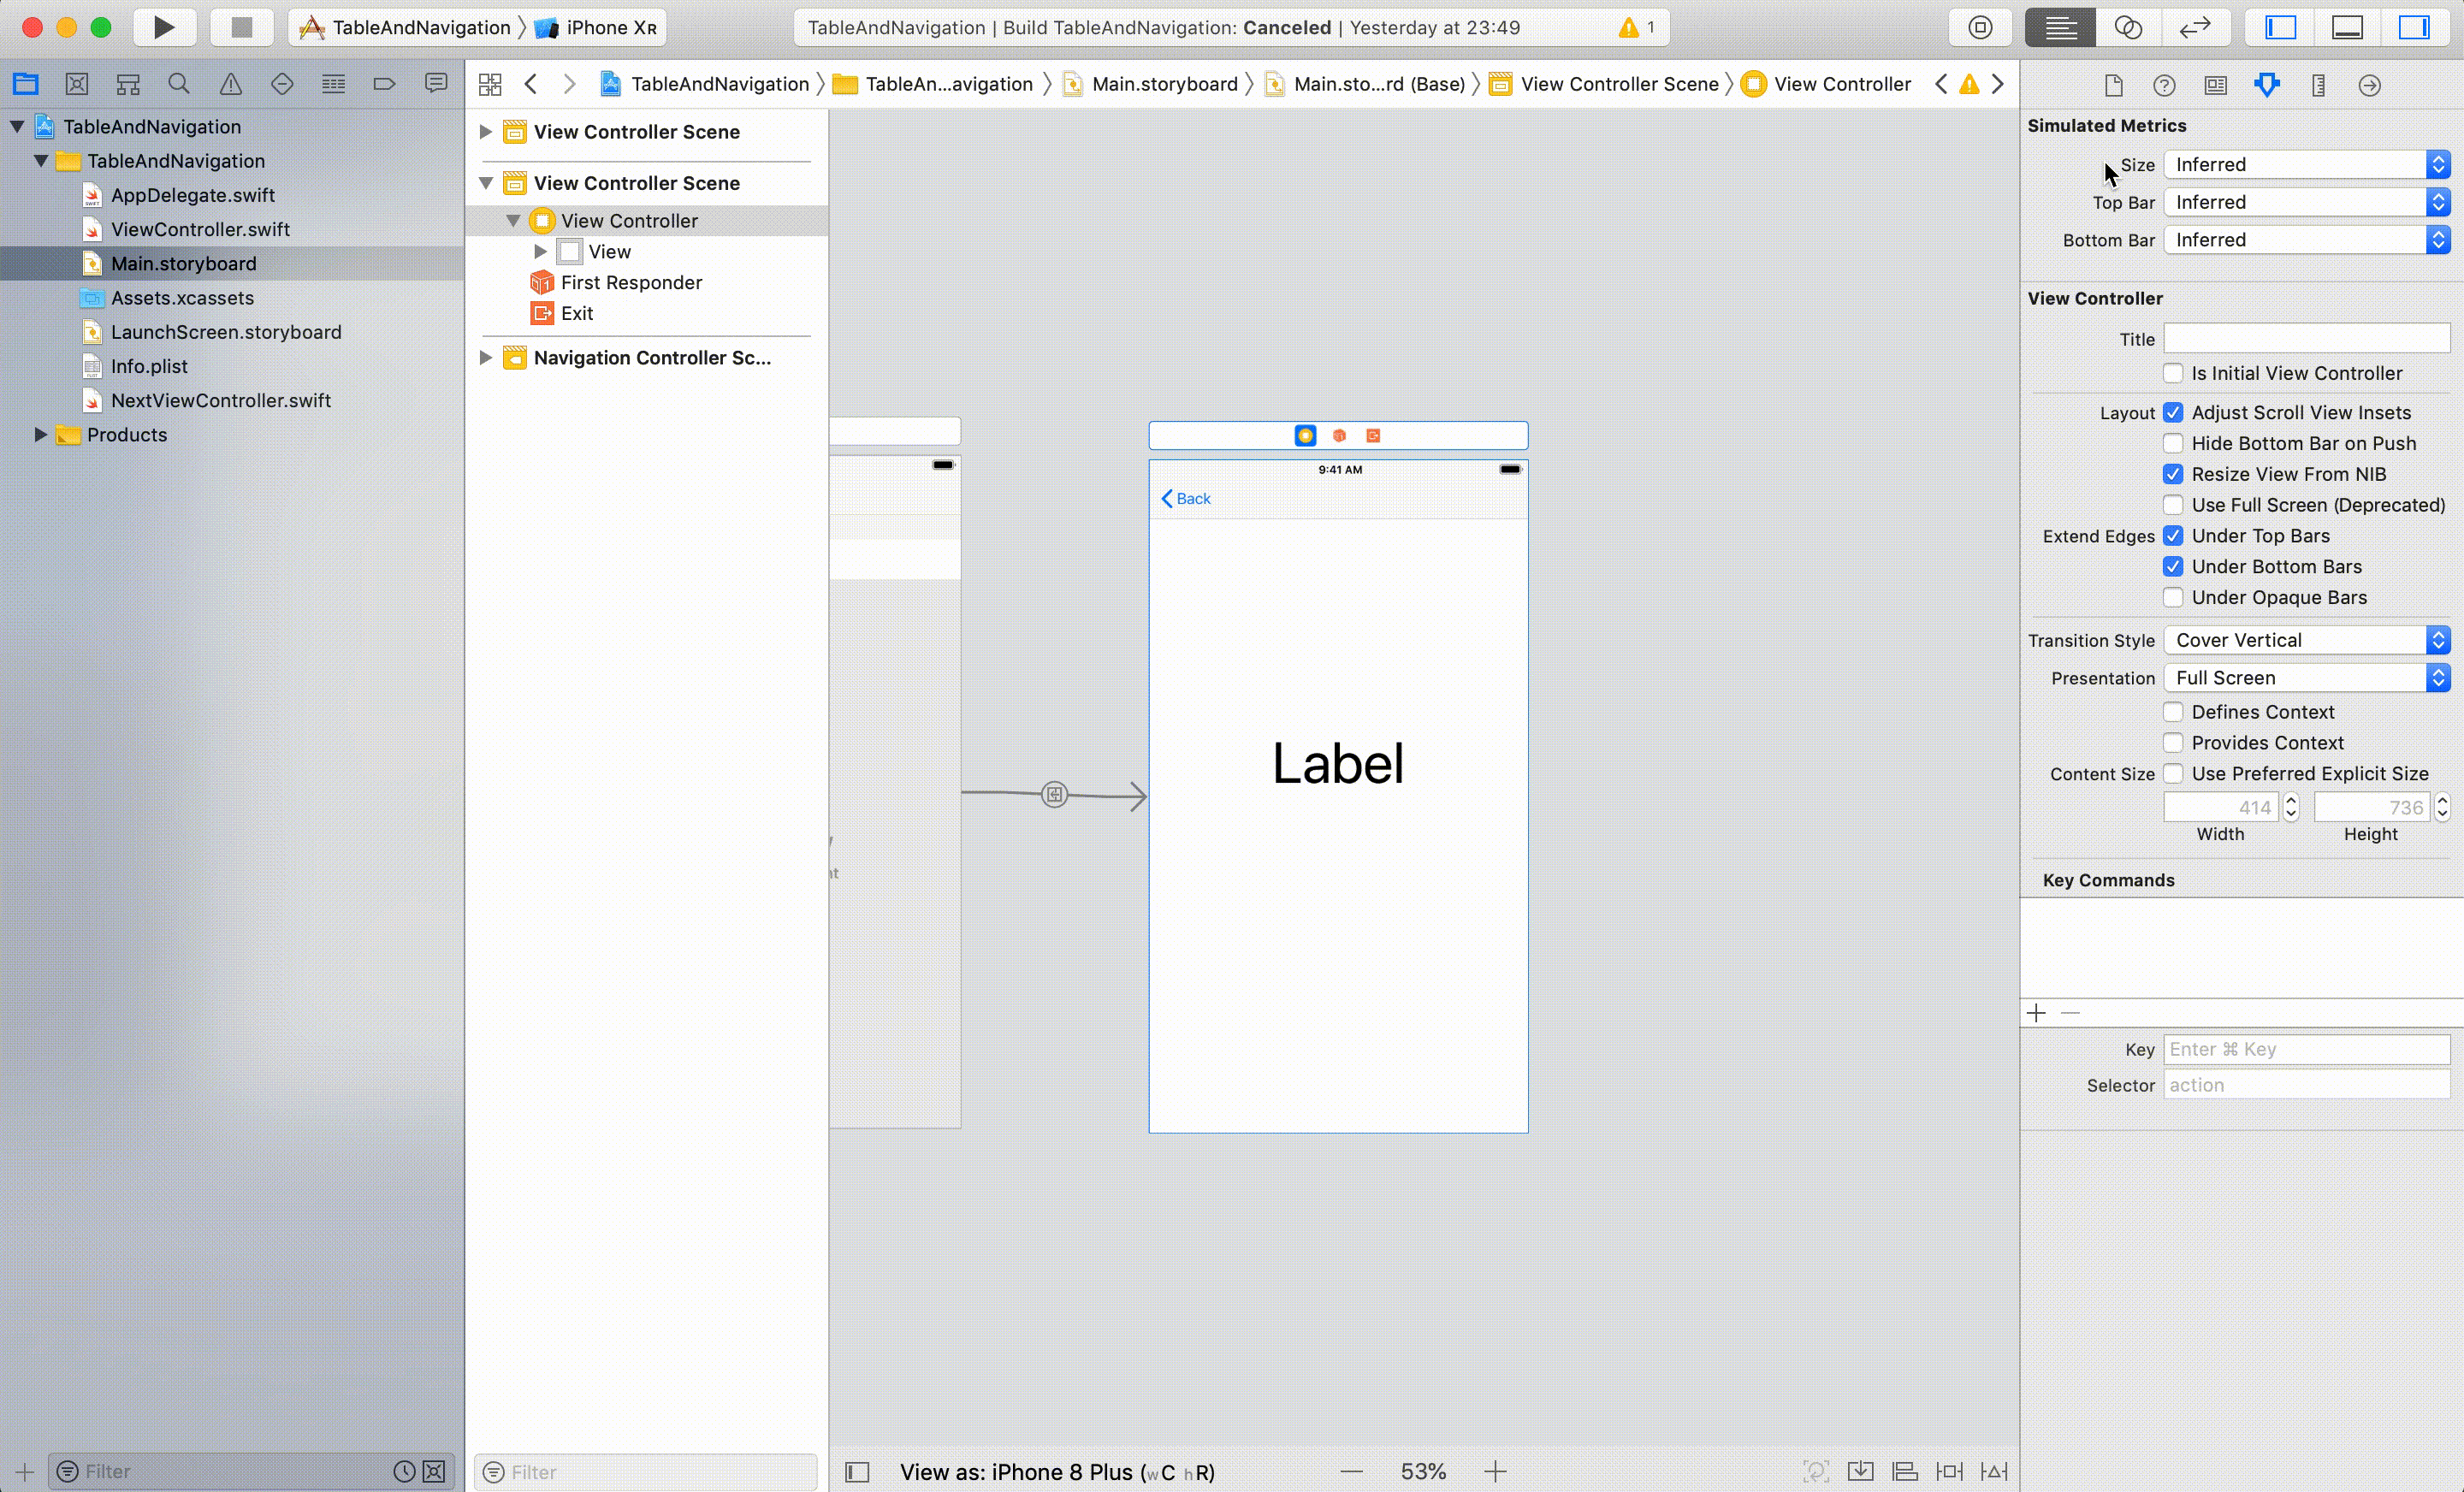 TableAndNavigation 〉 iPhone XR
TableAndNavigation | Build TableAndNavigation: Canceled | Yesterday at 23:49
1
TableAndNavigation 〉 TableAn...avigation 〉 Main.storyboard 〉 Main.sto...rd (Base) 〉 View Controller Scene 〉 View Controller
TableAndNavigation
TableAndNavigation
AppDelegate.swift
ViewController.swift
Main.storyboard
Assets.xcassets
LaunchScreen.storyboard
Info.plist
NextViewController.swift
Products
Filter
View Controller Scene
View Controller Scene
View Controller
View
First Responder
Exit
Navigation Controller Sc...
Filter
9:41 AM
Back
Label
nt
View as: iPhone 8 Plus (wC hR)
53%
Simulated Metrics
Size Inferred
Top Bar Inferred
Bottom Bar Inferred
View Controller
Title
Is Initial View Controller
Layout Adjust Scroll View Insets
Hide Bottom Bar on Push
Resize View From NIB
Use Full Screen (Deprecated)
Extend Edges Under Top Bars
Under Bottom Bars
Under Opaque Bars
Transition Style Cover Vertical
Presentation Full Screen
Defines Context
Provides Context
Content Size Use Preferred Explicit Size
414 736
Width Height
Key Commands
Key Enter ⌘ Key
Selector action